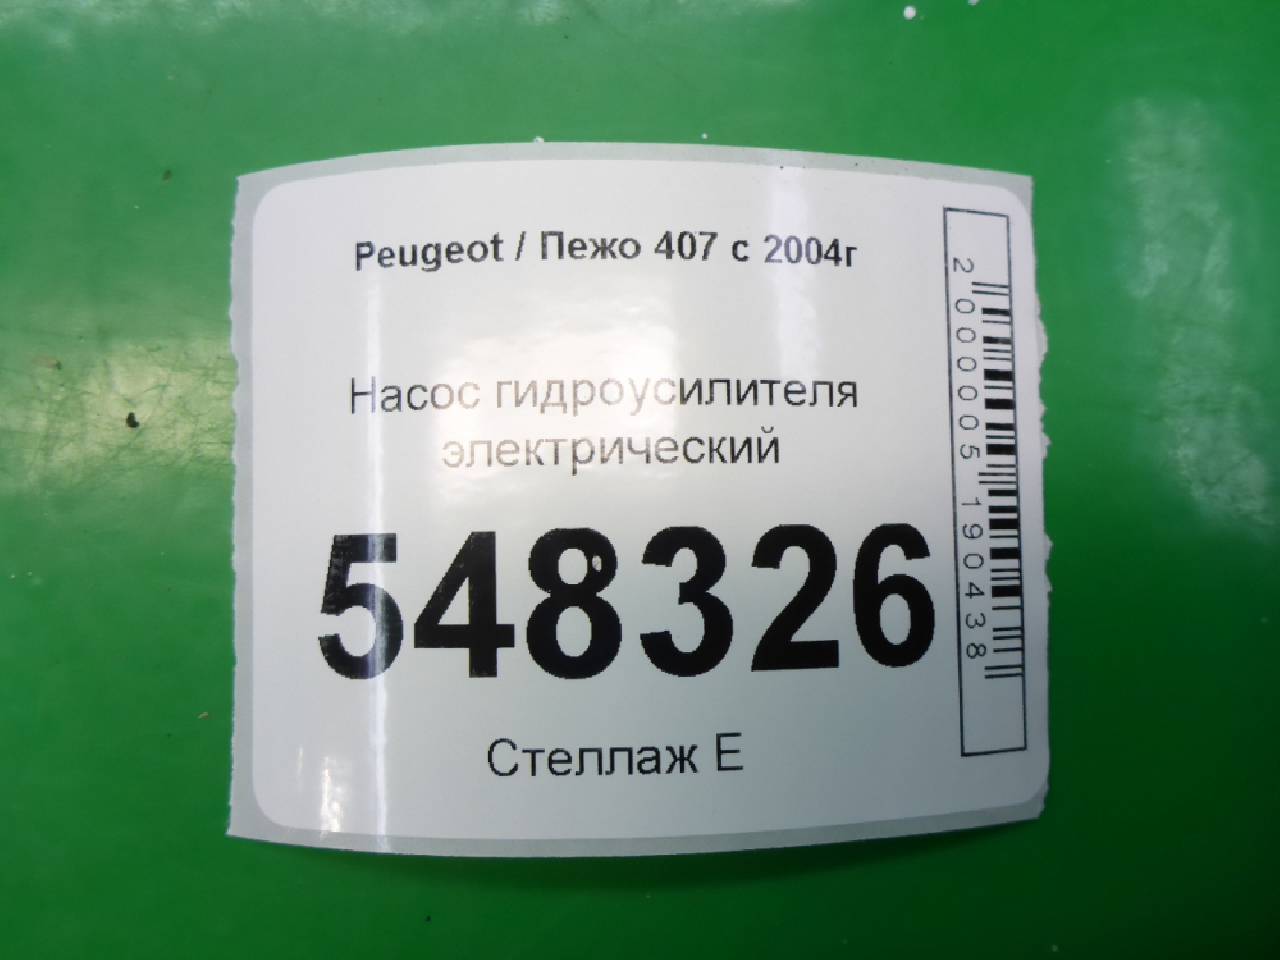 Peugeot / Пежо 407 с 2004г
Насос гидроусилителя
электрический
548326
Стеллаж Е
2000005190438